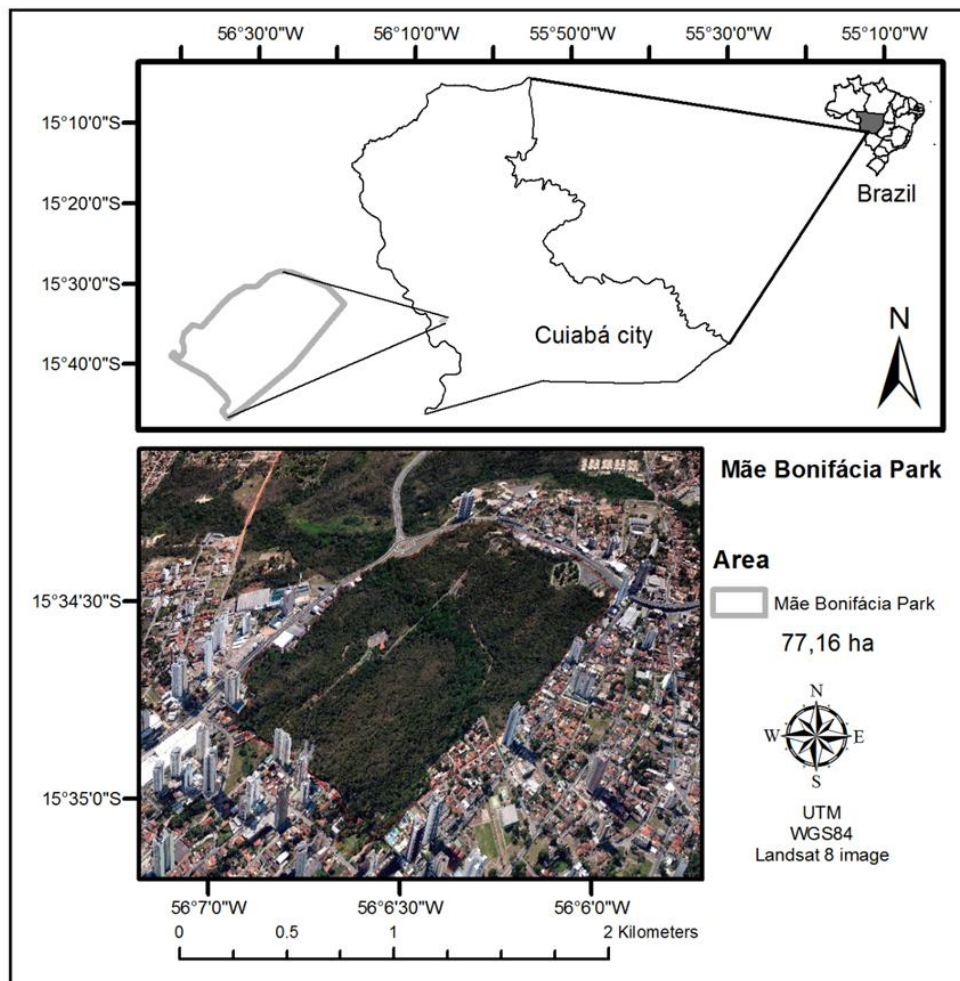 56°30'0"W 56°10'0"W 55°50'0"W 55°30'0"W 55°10'0"W
15°10'0"S
15°20'0"S
15°30'0"S
15°40'0"S
Brazil
Cuiabá city
N
Mãe Bonifácia Park
Area
Mãe Bonifácia Park
77,16 ha
N
W E
S
UTM
WGS84
Landsat 8 image
15°34'30"S
15°35'0"S
56°7'0"W 56°6'30"W 56°6'0"W
0 0.5 1 2 Kilometers